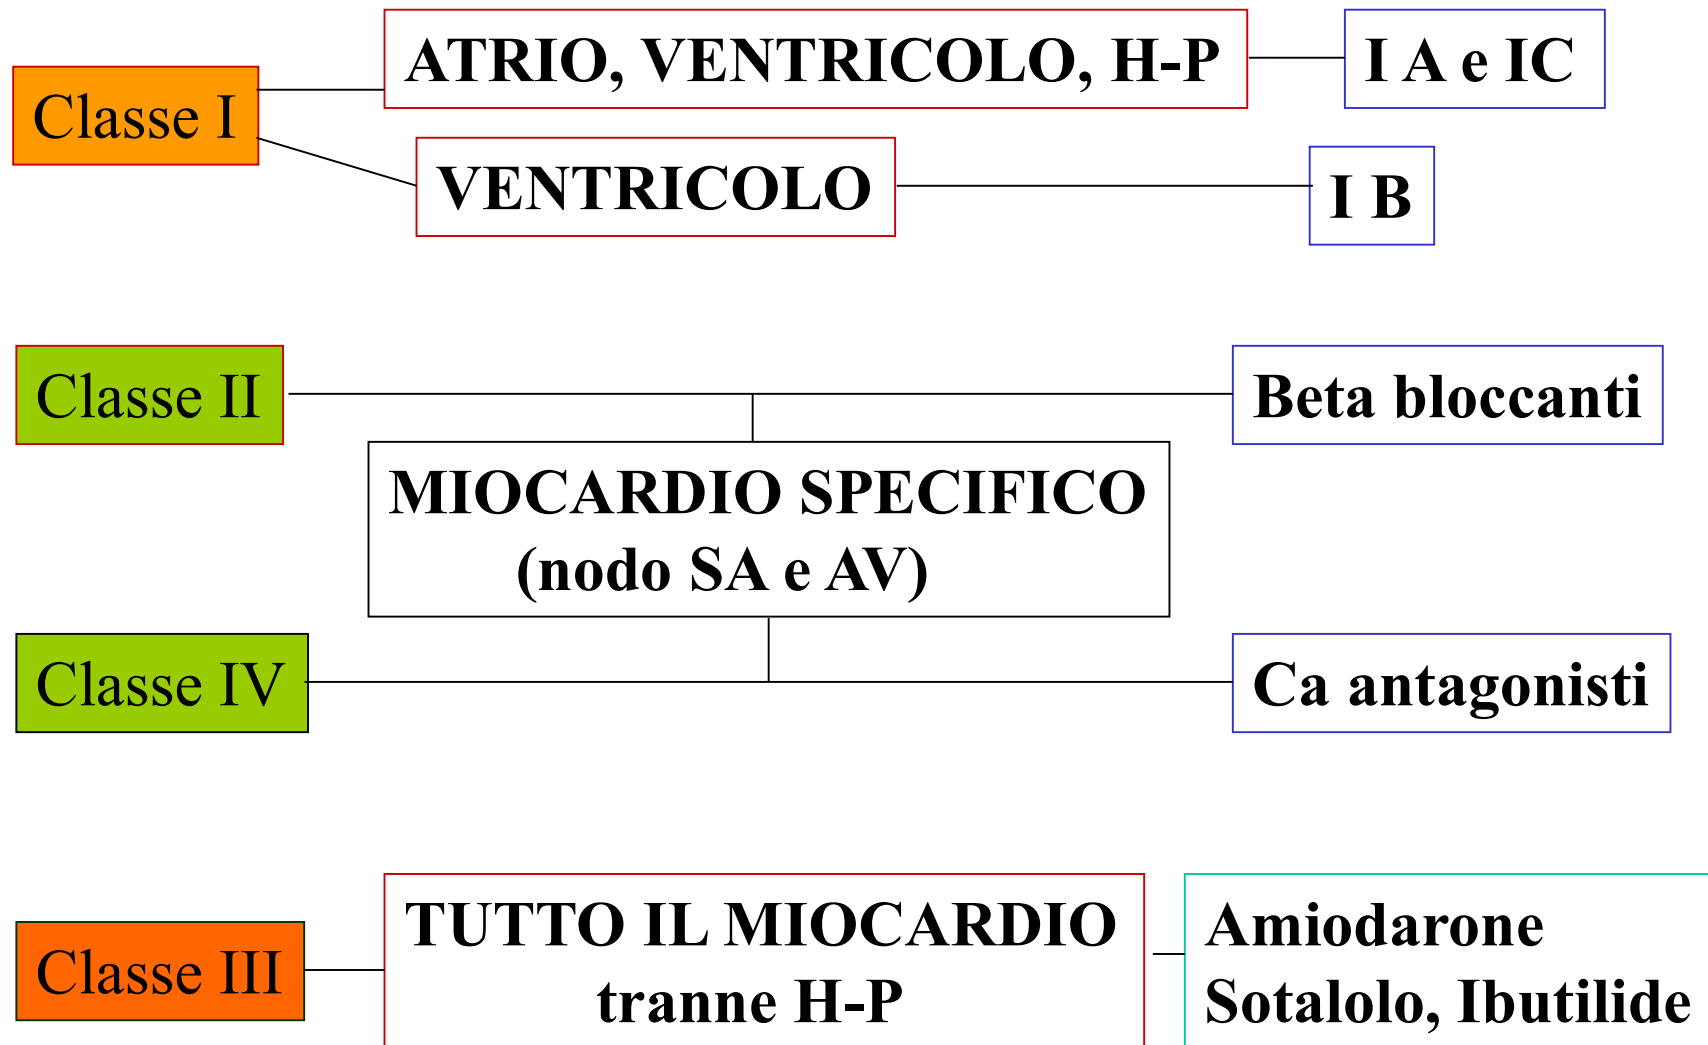 ATRIO, VENTRICOLO, H-P
I A e IC
Classe I
VENTRICOLO
I B
Classe II
Beta bloccanti
MIOCARDIO SPECIFICO
(nodo SA e AV)
Classe IV
Ca antagonisti
Classe III
TUTTO IL MIOCARDIO
tranne H-P
Amiodarone
Sotalolo, Ibutilide